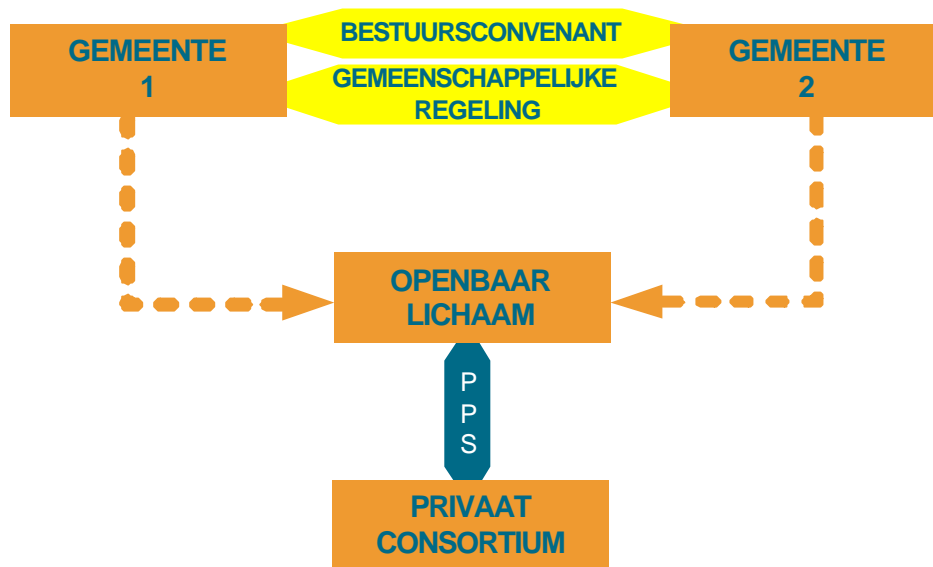 GEMEENTE
1
BESTUURSCONVENANT
GEMEENSCHAPPELIJKE
REGELING
GEMEENTE
2
OPENBAAR
LICHAAM
P
P
S
PRIVAAT
CONSORTIUM